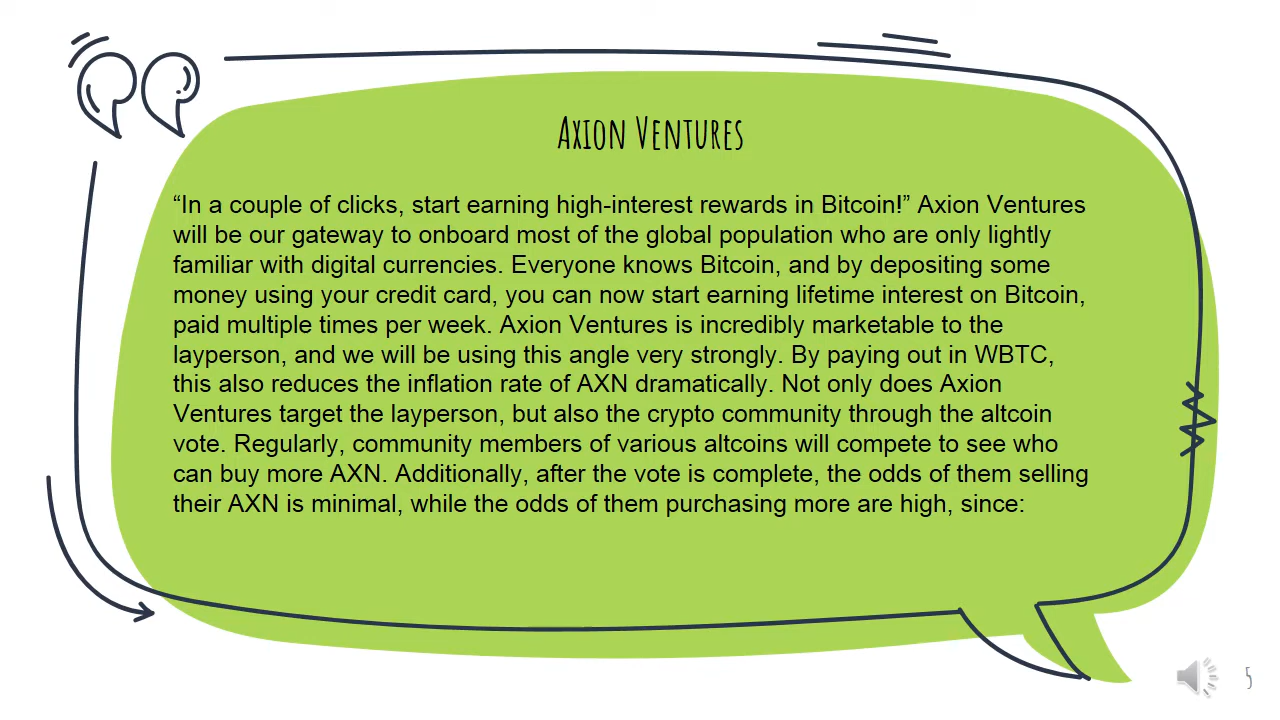 Axion Ventures
“In a couple of clicks, start earning high-interest rewards in Bitcoin!” Axion Ventures
will be our gateway to onboard most of the global population who are only lightly
familiar with digital currencies. Everyone knows Bitcoin, and by depositing some
money using your credit card, you can now start earning lifetime interest on Bitcoin,
paid multiple times per week. Axion Ventures is incredibly marketable to the
layperson, and we will be using this angle very strongly. By paying out in WBTC,
this also reduces the inflation rate of AXN dramatically. Not only does Axion
Ventures target the layperson, but also the crypto community through the altcoin
vote. Regularly, community members of various altcoins will compete to see who
can buy more AXN. Additionally, after the vote is complete, the odds of them selling
their AXN is minimal, while the odds of them purchasing more are high, since:
5